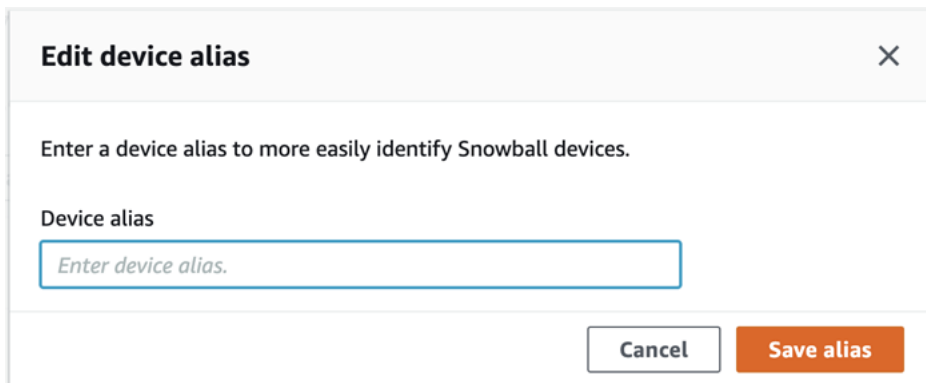 Edit device alias
Enter a device alias to more easily identify Snowball devices.
Device alias
Enter device alias.
Cancel Save alias